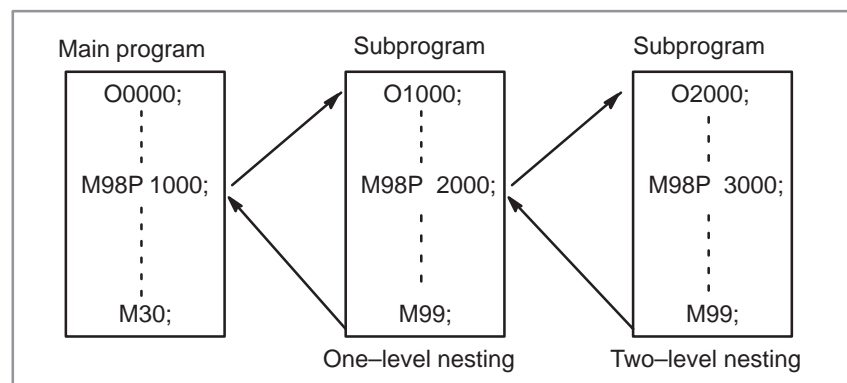 Main program
O0000;
M98P 1000;
M30;
Subprogram
O1000;
M98P 2000;
M99;
One–level nesting
Subprogram
O2000;
M98P 3000;
M99;
Two–level nesting